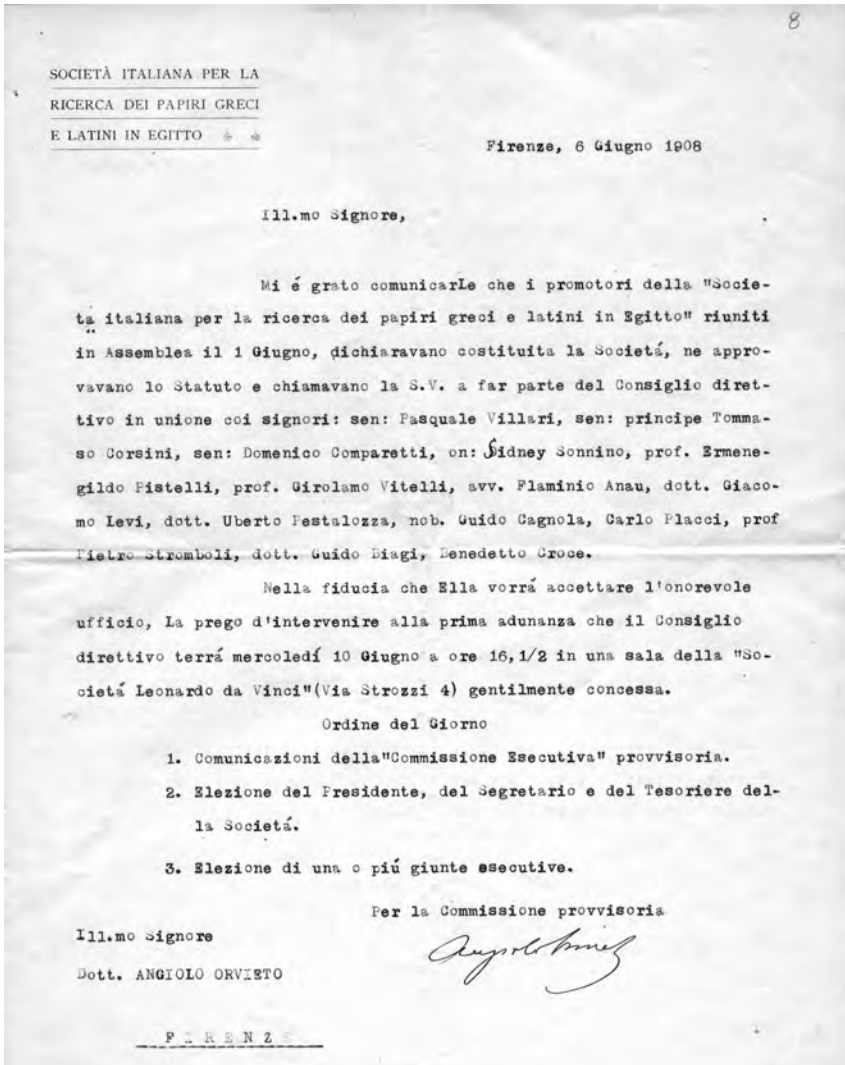 8
SOCIETÀ ITALIANA PER LA
RICERCA DEI PAPIRI GRECI
E LATINI IN EGITTO
Firenze, 6 Giugno 1908
Ill.mo Signore,
Mi é grato comunicarLe che i promotori della "Socie-
ta italiana per la ricerca dei papiri greci e latini in Egitto" riuniti
in Assemblea il 1 Giugno, dichiaravano costituita la Societá, ne appro-
vavano lo Statuto e chiamavano la S.V. a far parte del Consiglio diret-
tivo in unione coi signori: sen: Pasquale Villari, sen: principe Tomma-
so Corsini, sen: Domenico Comparetti, on: Sidney Sonnino, prof. Ermene-
gildo Pistelli, prof. Girolamo Vitelli, avv. Flaminio Anau, dott. Giaco-
mo Levi, dott. Uberto Pestalozza, nob. Guido Cagnola, Carlo Placci, prof
Pietro Stromboli, dott. Guido Biagi, Benedetto Croce.
Nella fiducia che Ella vorrá accettare l'onorevole
ufficio, La prego d'intervenire alla prima adunanza che il Consiglio
direttivo terrá mercoledí 10 Giugno a ore 16,1/2 in una sala della "So-
cietá Leonardo da Vinci"(Via Strozzi 4) gentilmente concessa.
Ordine del Giorno
1. Comunicazioni della"Commissione Esecutiva" provvisoria.
2. Elezione del Presidente, del Segretario e del Tesoriere del-
la Societá.
3. Elezione di una o piú giunte esecutive.
Per la Commissione provvisoria
Ill.mo Signore
Dott. ANGIOLO ORVIETO
FIRENZE